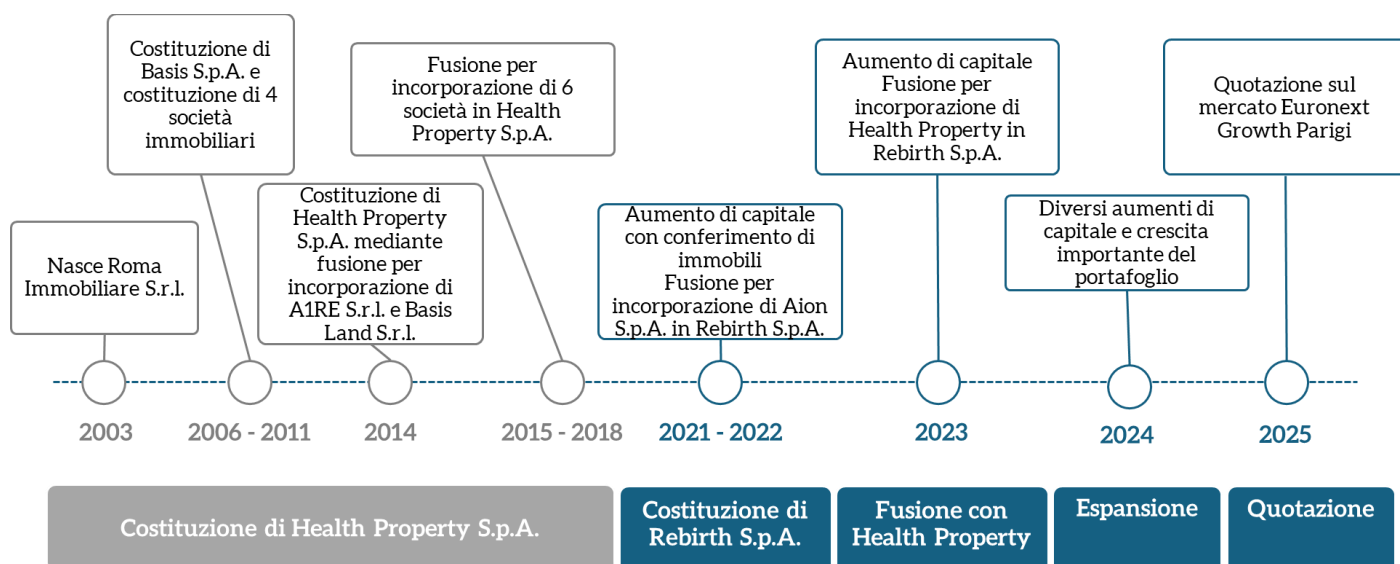 Costituzione di
Basis S.p.A. e
costituzione di 4
società
immobiliari
Fusione per
incorporazione di 6
società in Health
Property S.p.A.
Aumento di capitale
Fusione per
incorporazione di
Health Property in
Rebirth S.p.A.
Quotazione sul
mercato Euronext
Growth Parigi
Nasce Roma
Immobiliare S.r.l.
Costituzione di
Health Property
S.p.A. mediante
fusione per
incorporazione di
A1RE S.r.l. e Basis
Land S.r.l.
Aumento di capitale
con conferimento di
immobili
Fusione per
incorporazione di Aion
S.p.A. in Rebirth S.p.A.
Diversi aumenti di
capitale e crescita
importante del
portafoglio
2003
2006 - 2011
2014
2015 - 2018
2021 - 2022
2023
2024
2025
Costituzione di Health Property S.p.A.
Costituzione di
Rebirth S.p.A.
Fusione con
Health Property
Espansione
Quotazione